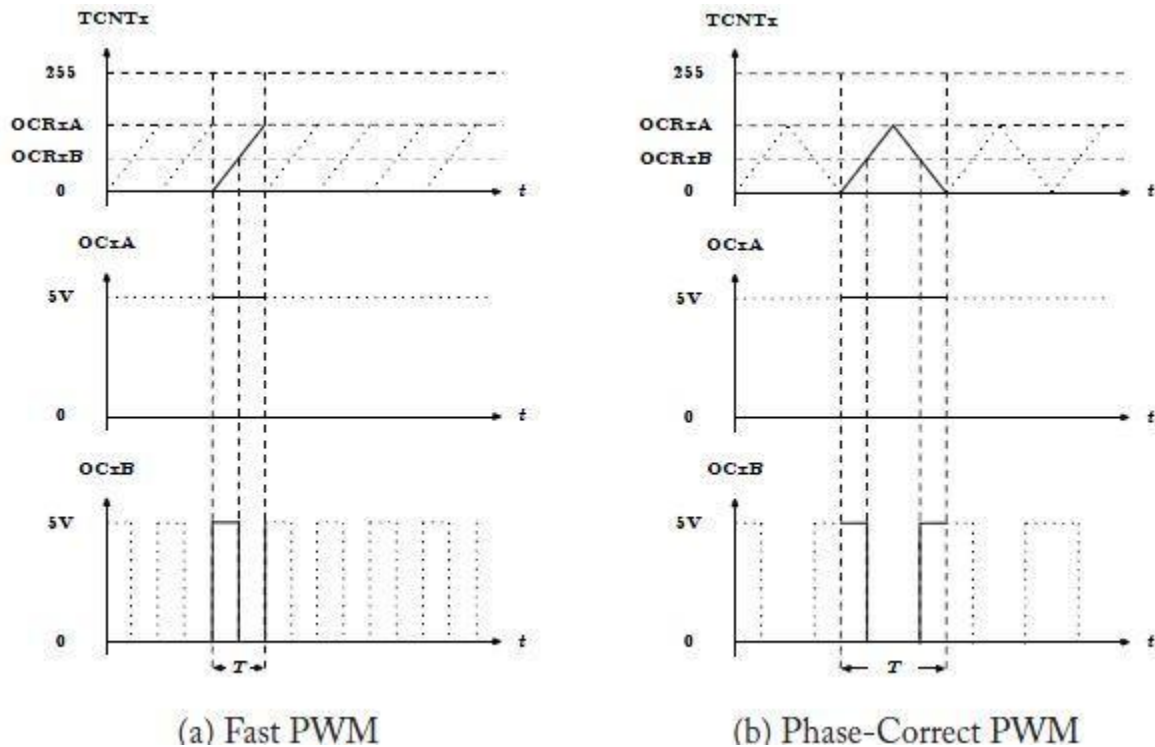 TCNTx
255
OCRxA
OCRxB
0
t
OCxA
5V
0
t
OCxB
5V
0
t
T
(a) Fast PWM
TCNTx
255
OCRxA
OCRxB
0
t
OCxA
5V
0
t
OCxB
5V
0
t
T
(b) Phase-Correct PWM